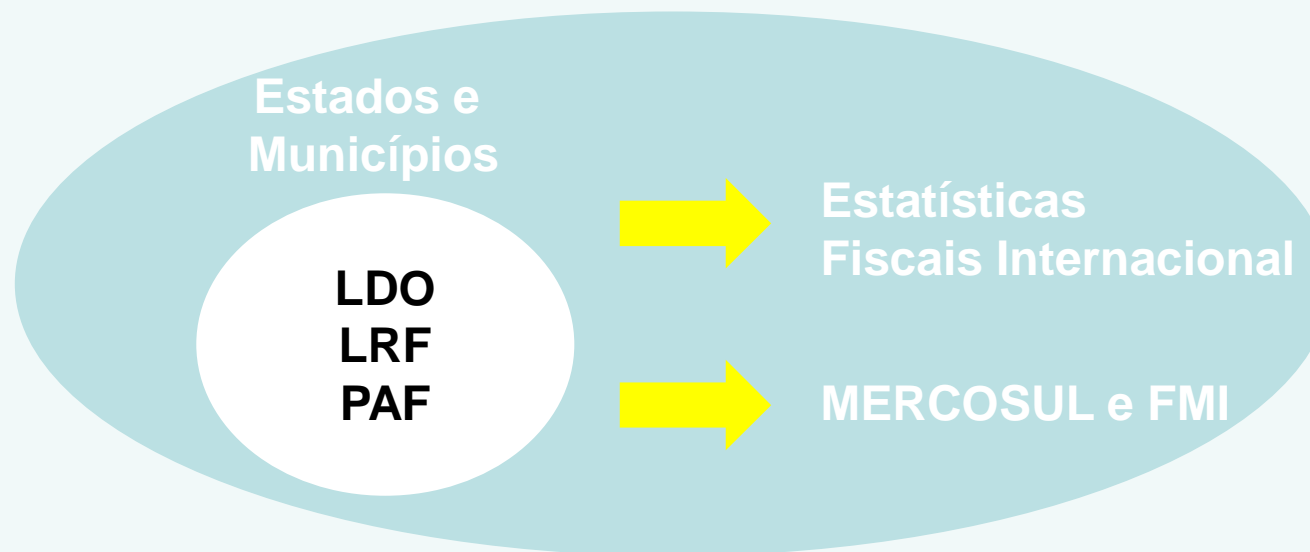 Estados e
Municípios
LDO
LRF
PAF
Estatísticas
Fiscais Internacional
MERCOSUL e FMI